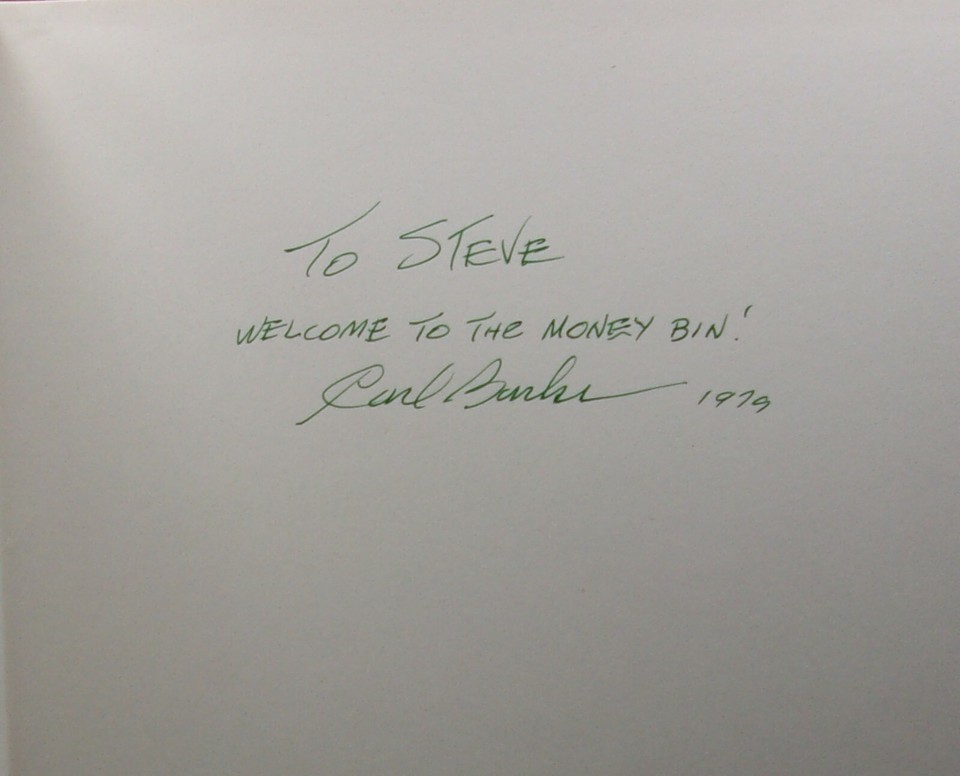 To STEVE
WELCOME TO THE MONEY BIN!
Carl Barks 1979